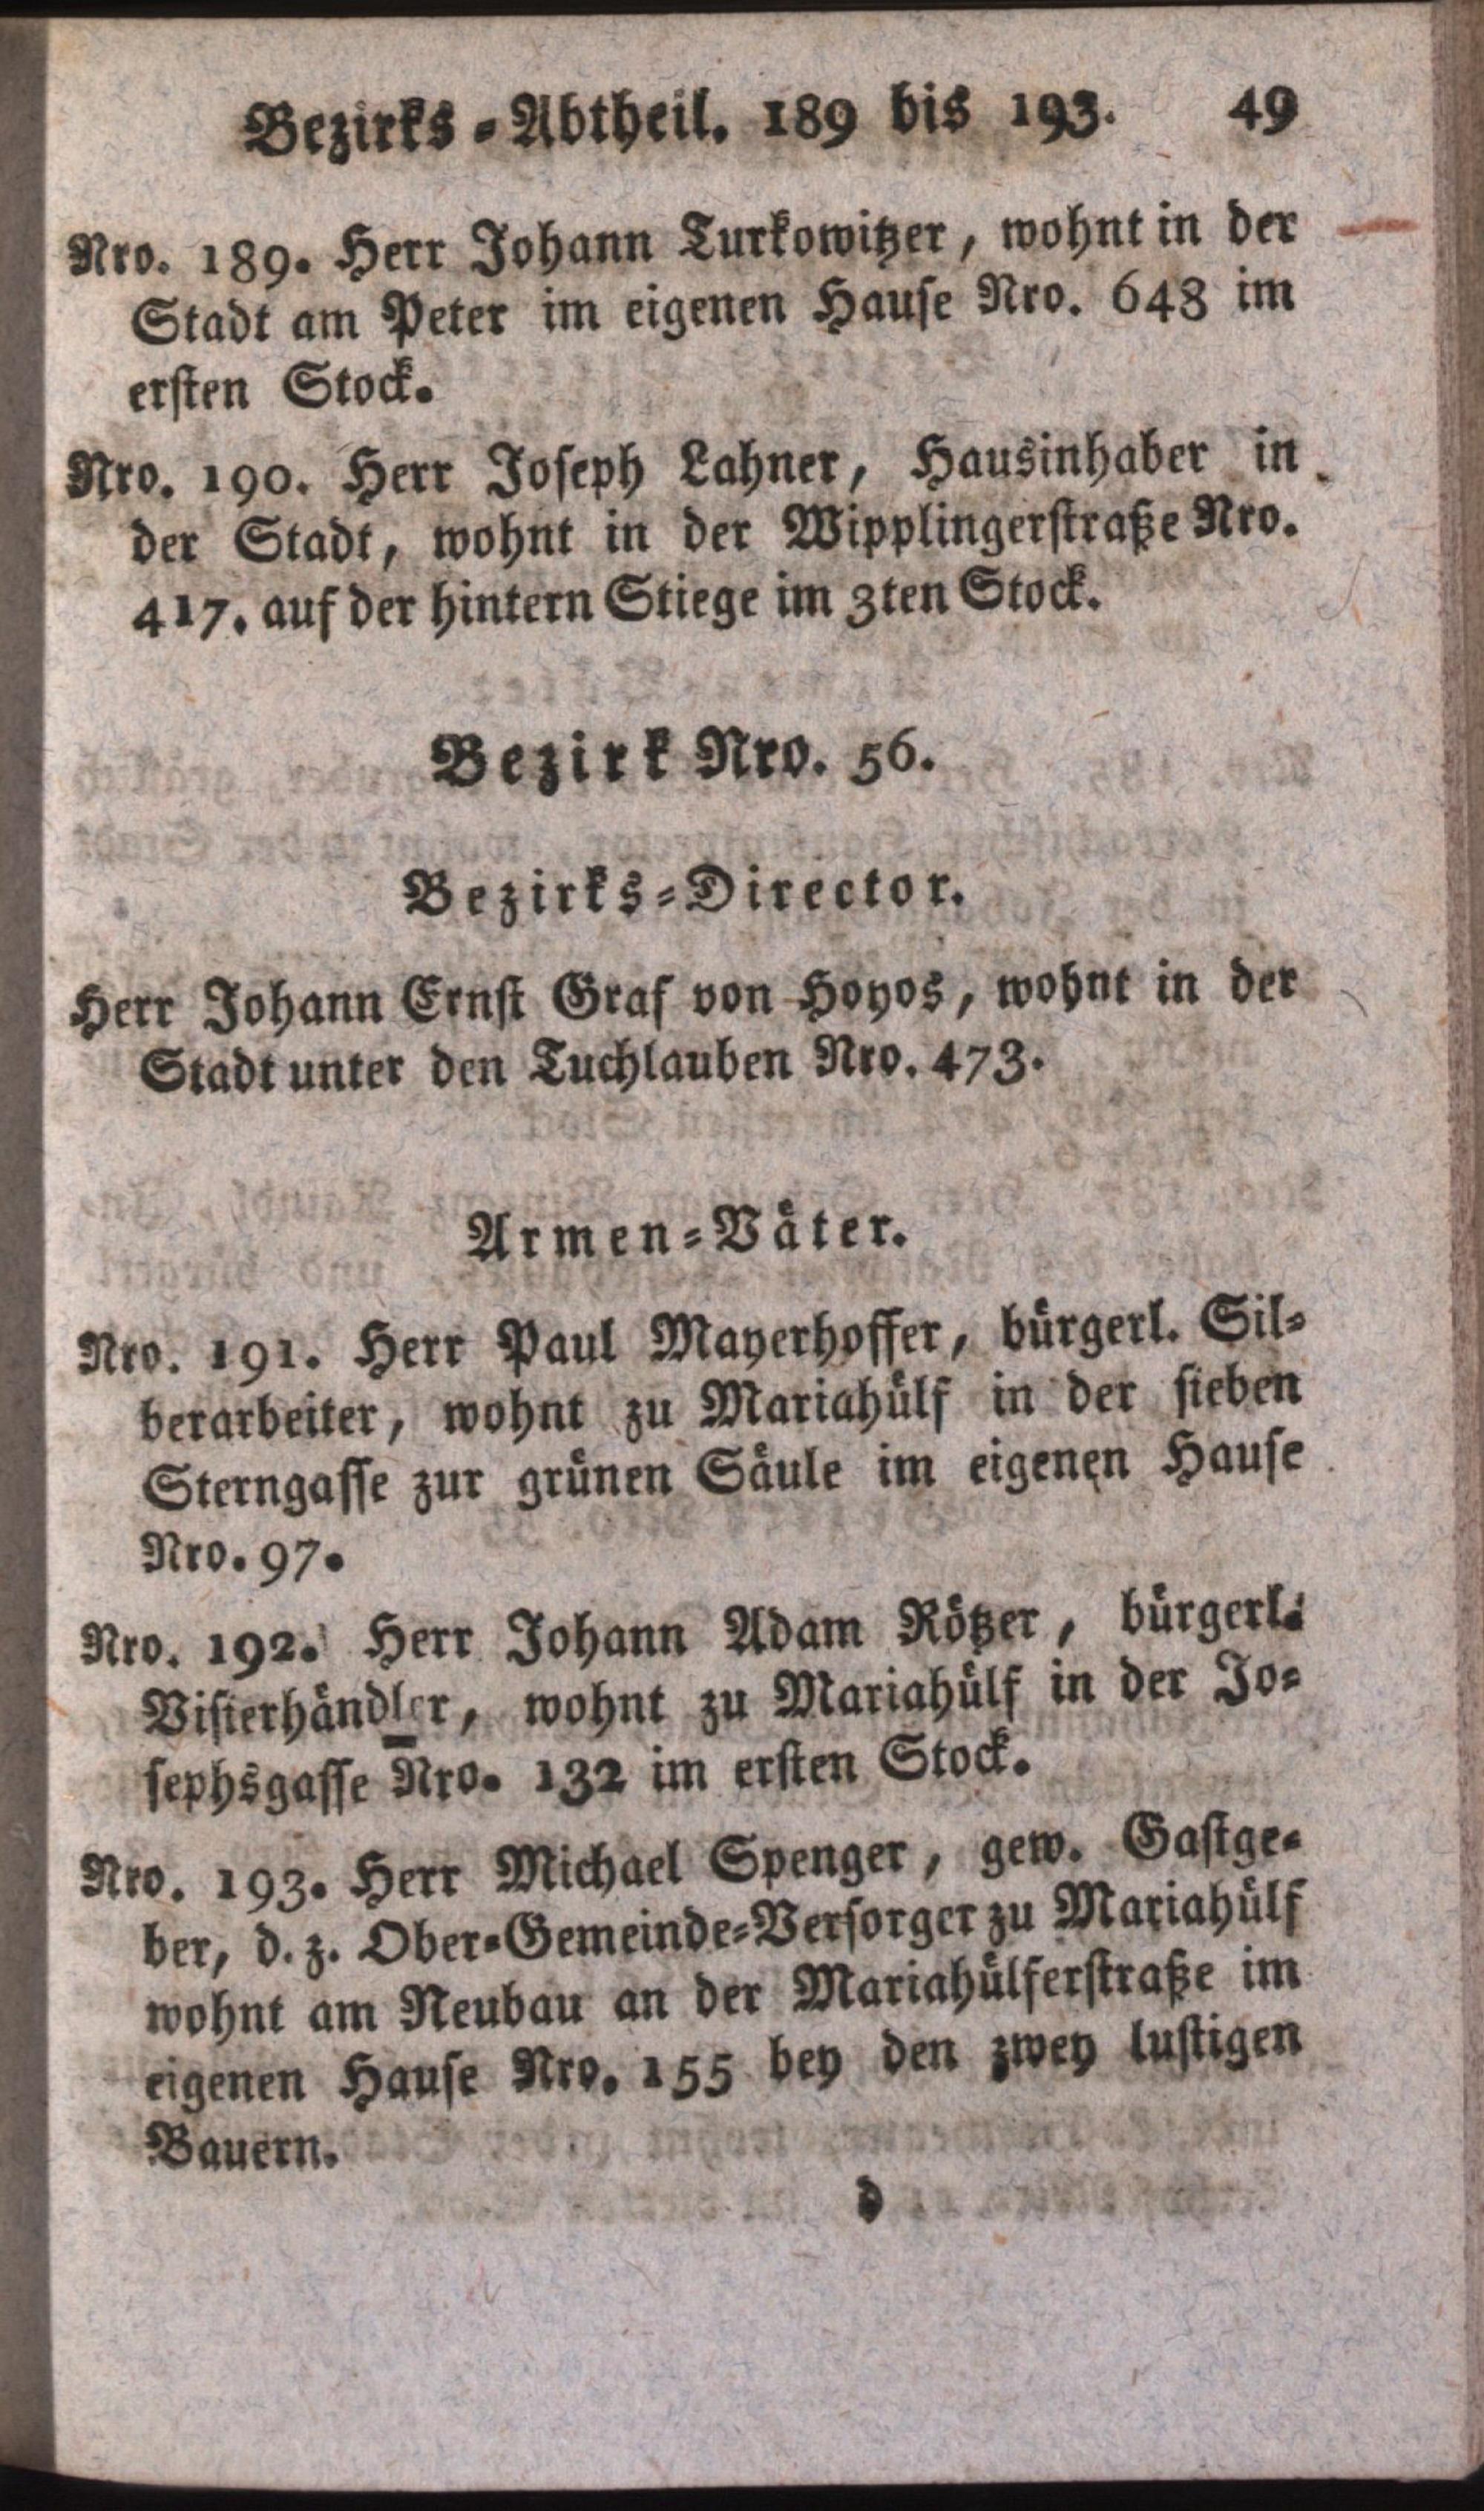 Bezirks-Abtheil. 189 bis 193. 49
Nro. 189. Herr Johann Turkowitzer, wohnt in der
Stadt am Peter im eigenen Hause Nro. 648 im
ersten Stock.
Nro. 190. Herr Joseph Lahner, Hausinhaber in
der Stadt, wohnt in der Wipplingerstraße Nro.
417. auf der hintern Stiege im 3ten Stock.
Bezirk Nro. 56.
Bezirks-Director.
Herr Johann Ernst Graf von Hoyos, wohnt in der
Stadt unter den Tuchlauben Nro. 473.
Armen-Väter.
Nro. 191. Herr Paul Mayerhoffer, bürgerl. Sil-
berarbeiter, wohnt zu Mariahülf in der sieben
Sterngasse zur grünen Säule im eigenen Hause
Nro. 97.
Nro. 192. Herr Johann Adam Rötzer, bürgerl.
Visierhändler, wohnt zu Mariahülf in der Jo-
sephsgasse Nro. 132 im ersten Stock.
Nro. 193. Herr Michael Spenger, gew. Gastge-
ber, d. z. Ober-Gemeinde-Versorger zu Mariahülf
wohnt am Neubau an der Mariahülferstraße im
eigenen Hause Nro. 155 bey den zwey lustigen
Bauern.
d